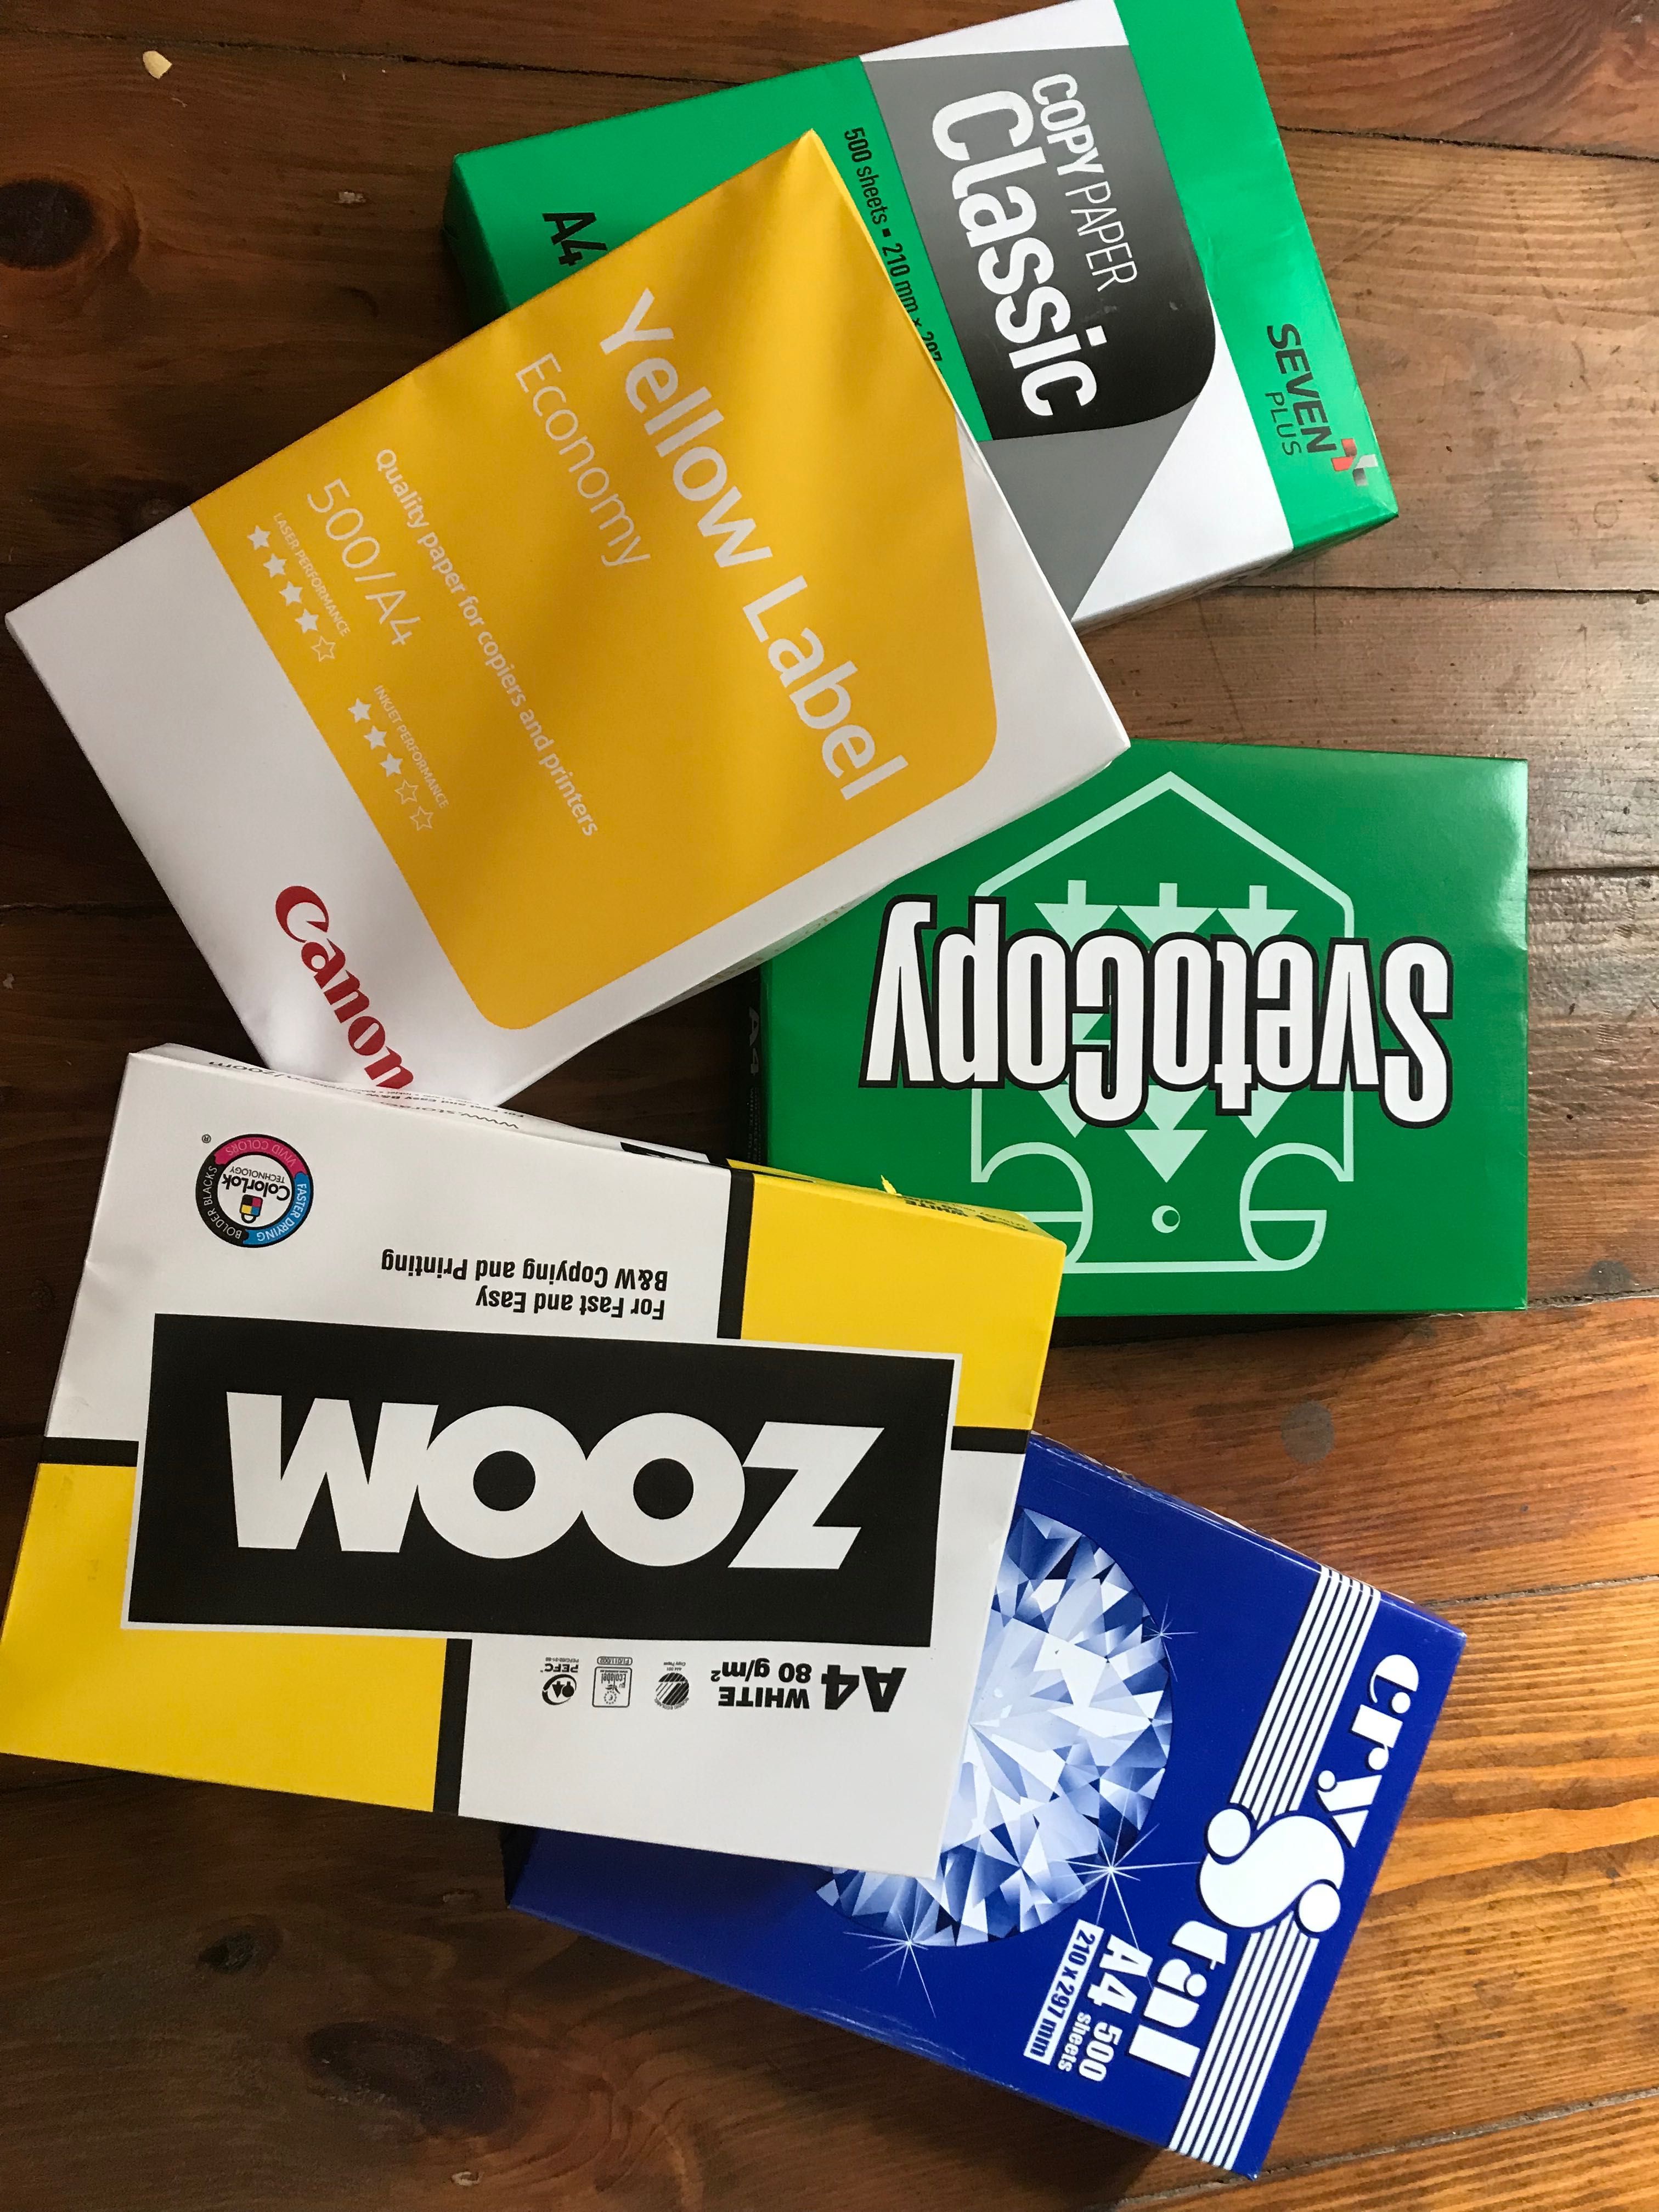 COPY PAPER
Classic
500 sheets ▪ 210 mm x 297
A4
SEVEN
PLUS
Yellow Label
Economy
Quality paper for copiers and printers
500/A4
LASER PERFORMANCE
INKJET PERFORMANCE
Canon
SvetoCopy
A4
A4 WHITE
ZOOM
A4 WHITE
80 g/m²
PEFC
For Fast and Easy
B&W Copying and Printing
ColorLok
TECHNOLOGY
®
VIVID COLORS
FASTER DRYING
BOLDER BLACKS
cryStal
A4 500
sheets
210 x 297 mm